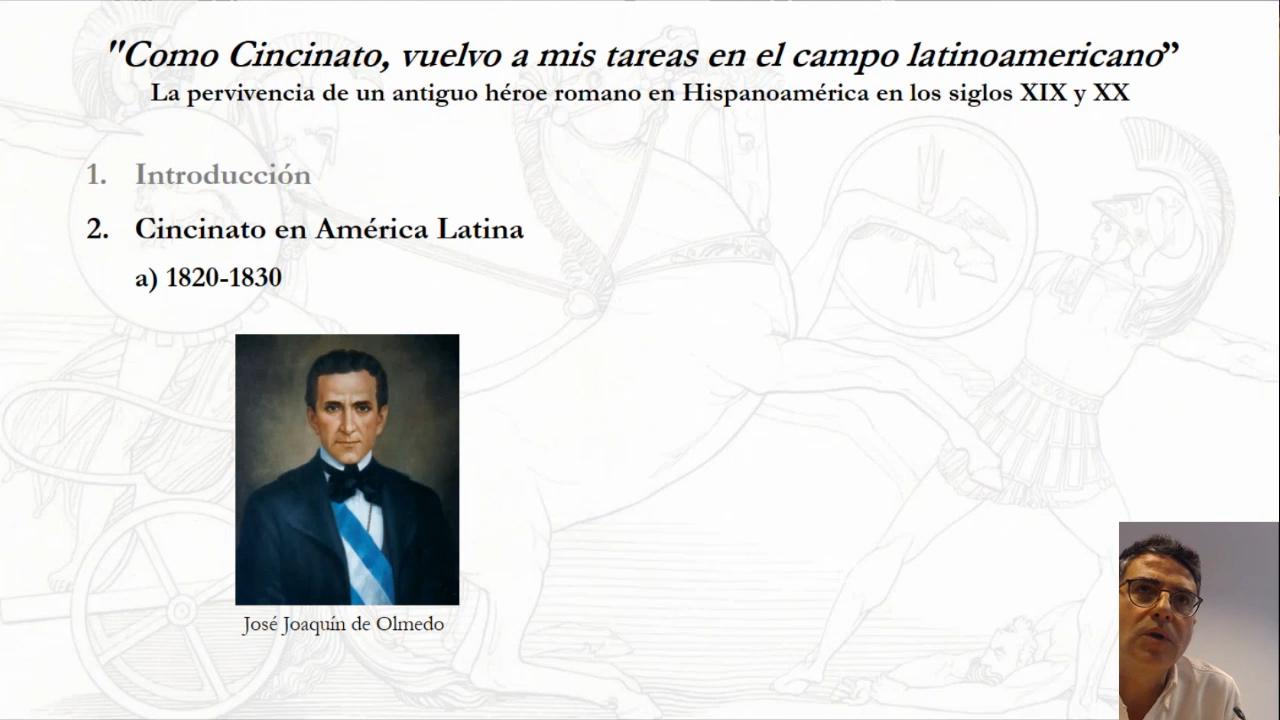 "Como Cincinato, vuelvo a mis tareas en el campo latinoamericano”
La pervivencia de un antiguo héroe romano en Hispanoamérica en los siglos XIX y XX
1. Introducción
2. Cincinato en América Latina
a) 1820-1830
José Joaquín de Olmedo